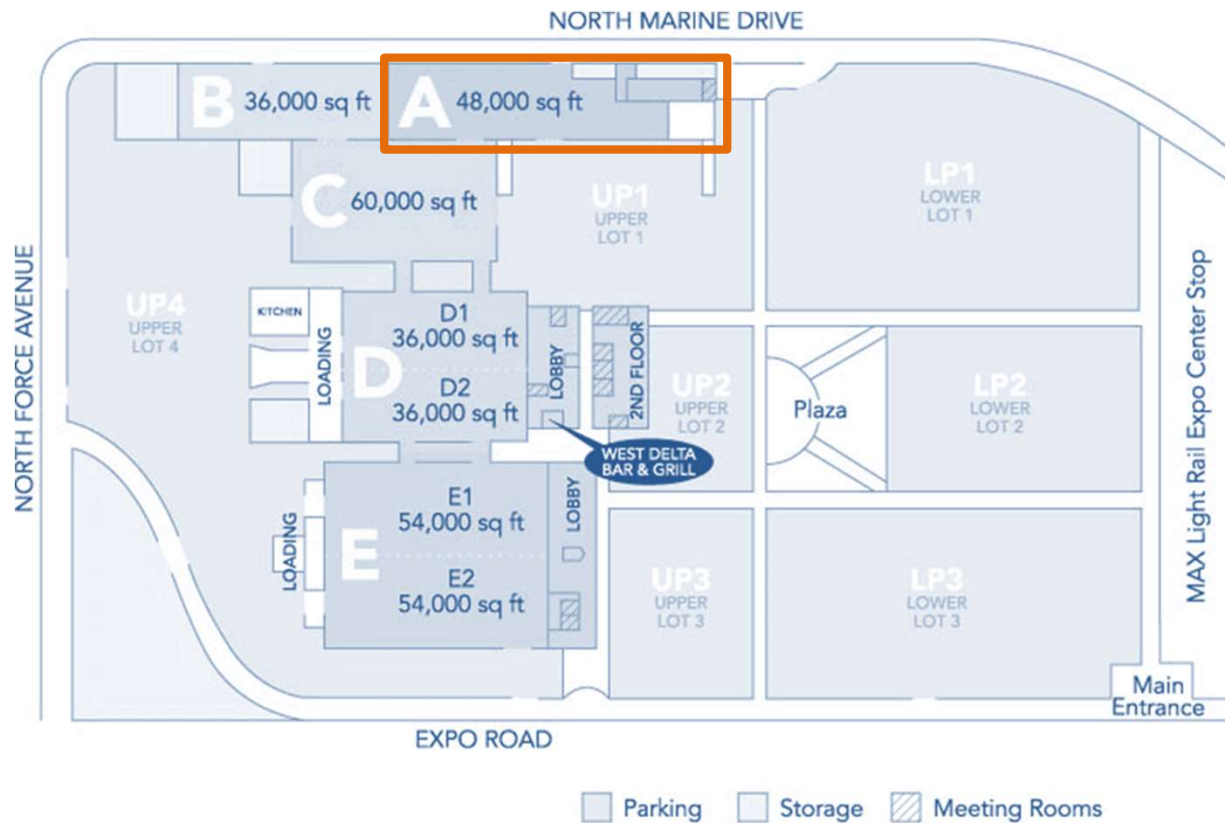 NORTH MARINE DRIVE
B
36,000 sq ft
A
48,000 sq ft
C
60,000 sq ft
UP1
UPPER
LOT 1
LP1
LOWER
LOT 1
NORTH FORCE AVENUE
UP4
UPPER
LOT 4
KITCHEN
LOADING
D
D1
36,000 sq ft
D2
36,000 sq ft
LOBBY
2ND FLOOR
WEST DELTA
BAR & GRILL
UP2
UPPER
LOT 2
Plaza
LP2
LOWER
LOT 2
MAX Light Rail Expo Center Stop
LOADING
E
E1
54,000 sq ft
E2
54,000 sq ft
LOBBY
UP3
UPPER
LOT 3
LP3
LOWER
LOT 3
Main
Entrance
EXPO ROAD
Parking
Storage
Meeting Rooms